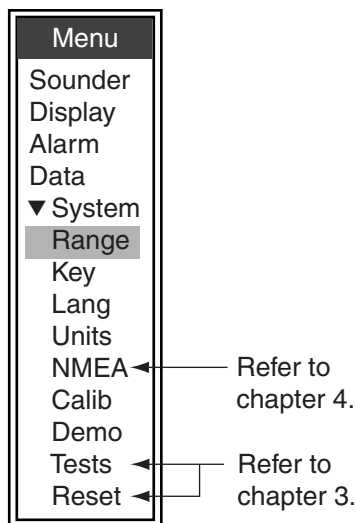 Menu
Sounder
Display
Alarm
Data
▼ System
Range
Key
Lang
Units
NMEA
Calib
Demo
Tests
Reset
Refer to
chapter 4.
Refer to
chapter 3.